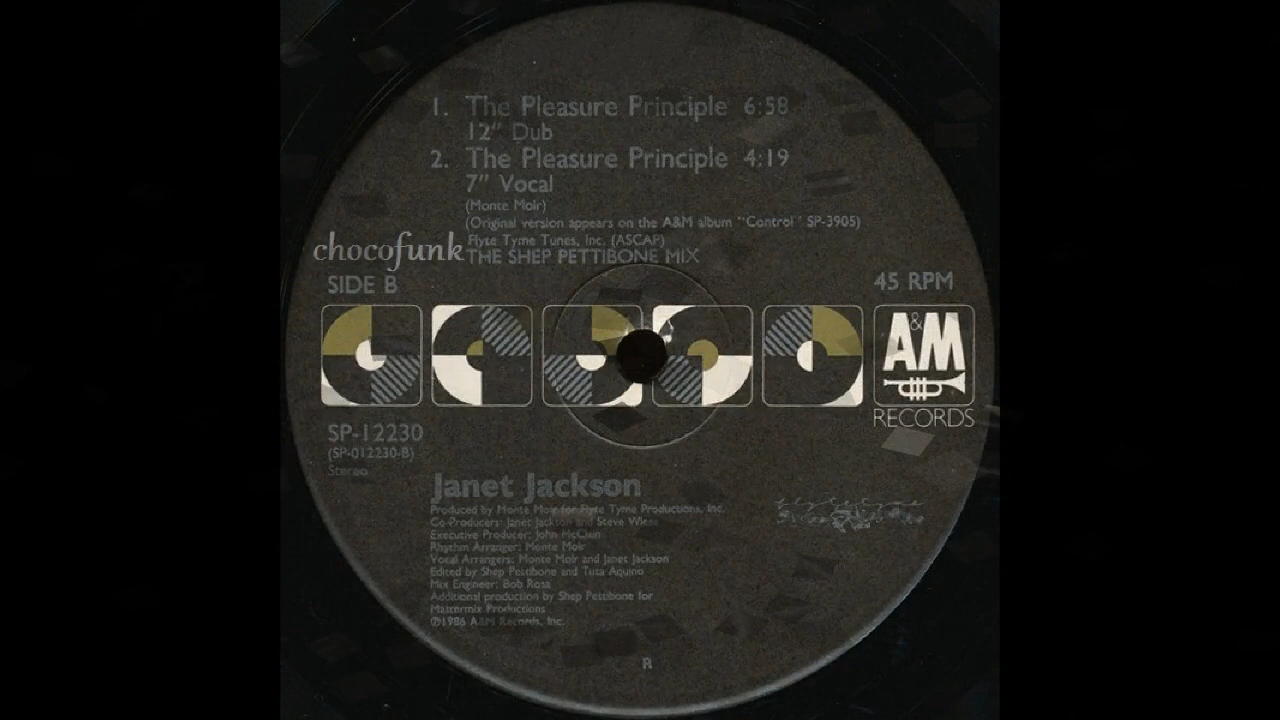 1. The Pleasure Principle 6:58
12" Dub
2. The Pleasure Principle 4:19
7" Vocal
(Monte Moir)
(Original version appears on the A&M album "Control" SP-3905)
Flyte Tyme Tunes, Inc. (ASCAP)
chocofunk
THE SHEP PETTIBONE MIX
SIDE B
45 RPM
A&M
RECORDS
SP-12230
(SP-012230-B)
Stereo
Janet Jackson
Produced by Monte Moir for Flyte Tyme Productions, Inc.
Co-Producers: Janet Jackson and Steve Wiese
Executive Producer: John McClain
Rhythm Arranger: Monte Moir
Vocal Arrangers: Monte Moir and Janet Jackson
Edited by Shep Pettibone and Tuta Aquino
Mix Engineer: Bob Rosa
Additional production by Shep Pettibone for
Mastermix Productions
℗1986 A&M Records, Inc.
R